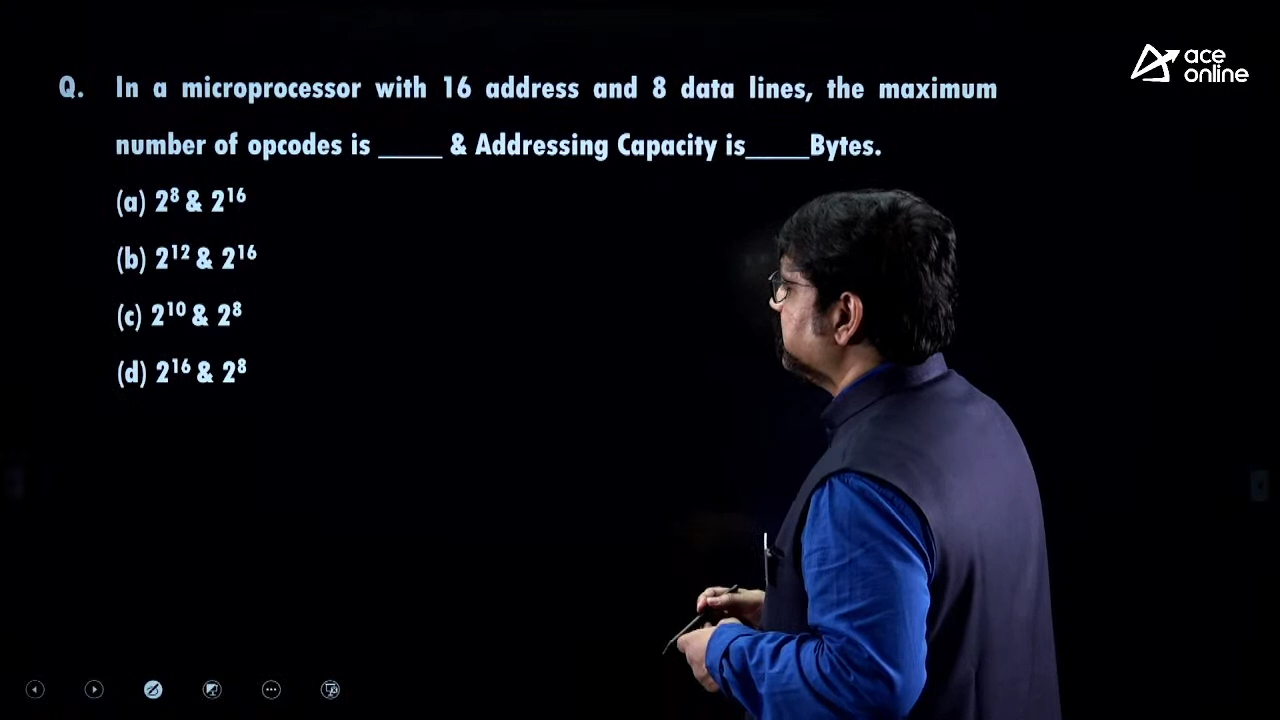 ace
online
Q. In a microprocessor with 16 address and 8 data lines, the maximum
number of opcodes is _____ & Addressing Capacity is_____Bytes.
(a) 2⁸ & 2¹⁶
(b) 2¹² & 2¹⁶
(c) 2¹⁰ & 2⁸
(d) 2¹⁶ & 2⁸